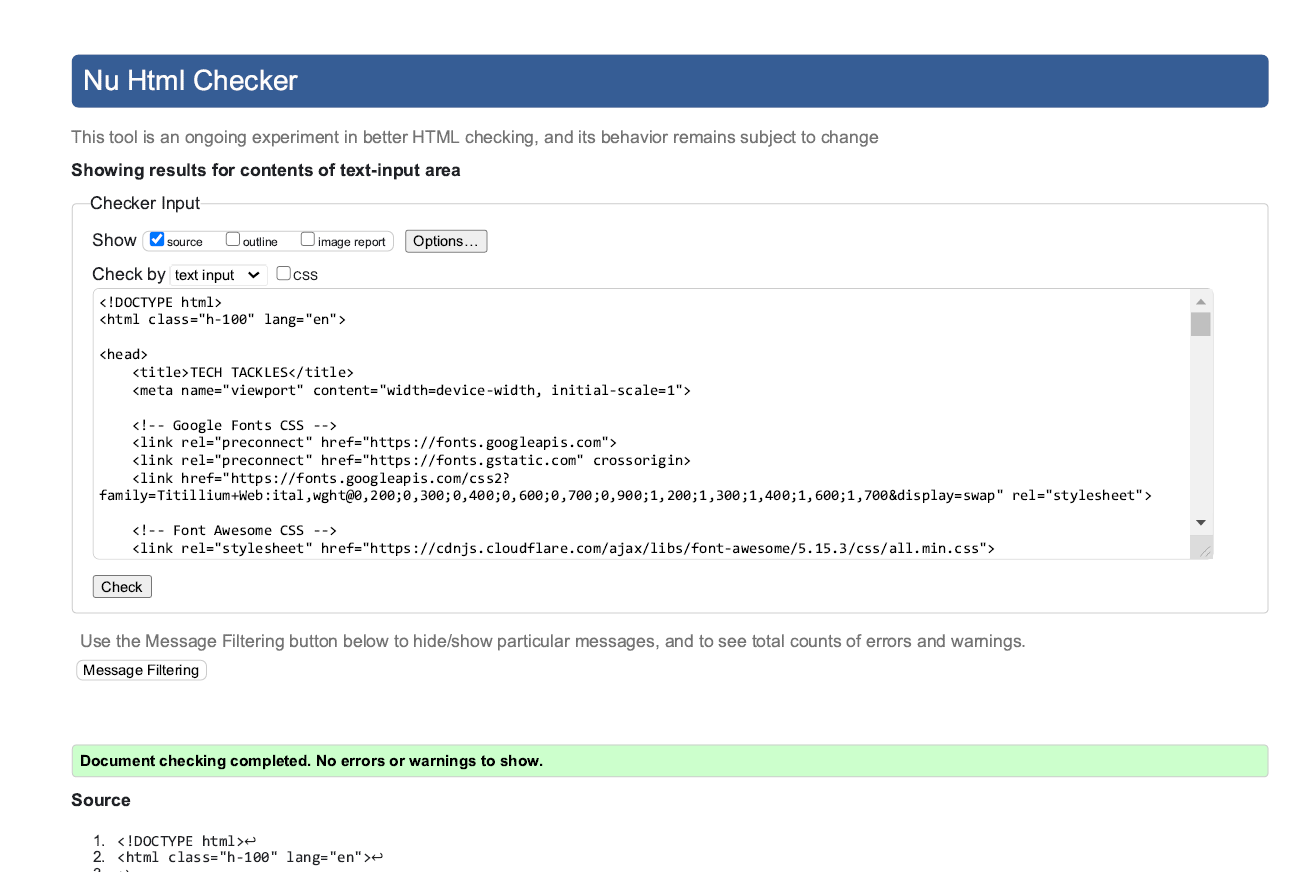 Nu Html Checker
This tool is an ongoing experiment in better HTML checking, and its behavior remains subject to change
Showing results for contents of text-input area
Checker Input
Show source outline image report Options...
Check by text input css
<!DOCTYPE html>
<html class="h-100" lang="en">
<head>
<title>TECH TACKLES</title>
<meta name="viewport" content="width=device-width, initial-scale=1">
<!-- Google Fonts CSS -->
<link rel="preconnect" href="https://fonts.googleapis.com">
<link rel="preconnect" href="https://fonts.gstatic.com" crossorigin>
<link href="https://fonts.googleapis.com/css2?
family=Titillium+Web:ital,wght@0,200;0,300;0,400;0,600;0,700;0,900;1,200;1,300;1,400;1,600;1,700&display=swap" rel="stylesheet">
<!-- Font Awesome CSS -->
<link rel="stylesheet" href="https://cdnjs.cloudflare.com/ajax/libs/font-awesome/5.15.3/css/all.min.css">
Check
Use the Message Filtering button below to hide/show particular messages, and to see total counts of errors and warnings.
Message Filtering
Document checking completed. No errors or warnings to show.
Source
1. <!DOCTYPE html>↩
2. <html class="h-100" lang="en">↩